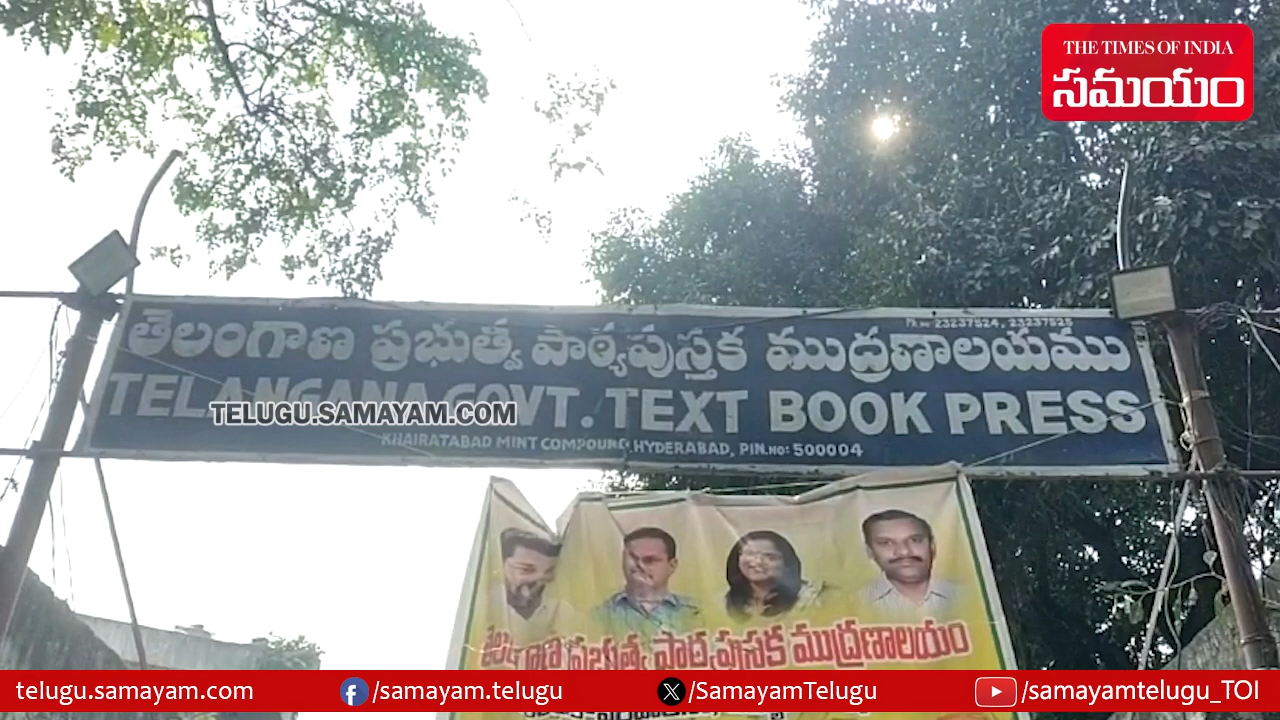 THE TIMES OF INDIA
సమయం
Ph.No: 23237524, 23237525
తెలంగాణ ప్రభుత్వ పాఠ్యపుస్తక ముద్రణాలయము
TELANGANA GOVT. TEXT BOOK PRESS
TELUGU.SAMAYAM.COM
KHAIRATABAD MINT COMPOUND, HYDERABAD, PIN.NO: 500004
ప్రభుత్వ పాఠ్యపుస్తక ముద్రణాలయం
telugu.samayam.com
/samayam.telugu
/SamayamTelugu
/samayamtelugu_TOI